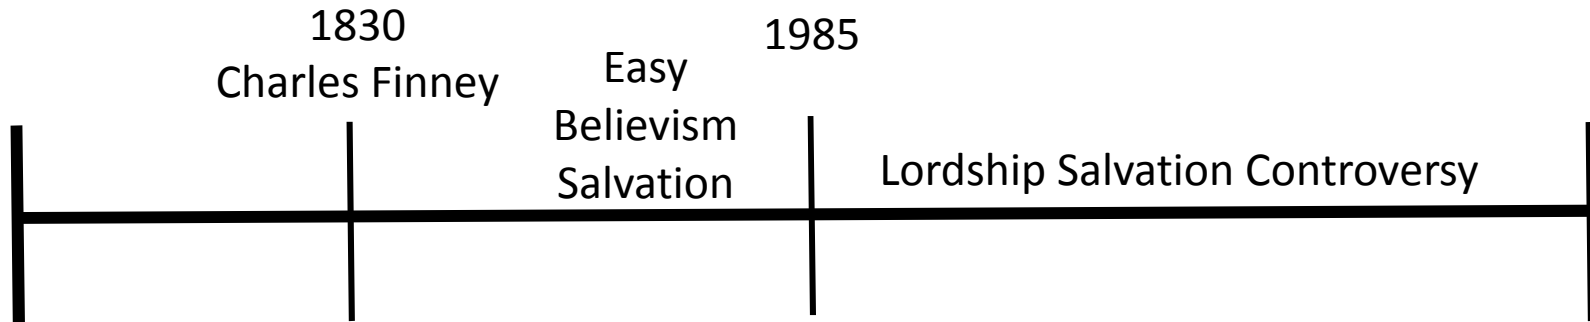 1830
Charles Finney
Easy
Believism
Salvation
1985
Lordship Salvation Controversy